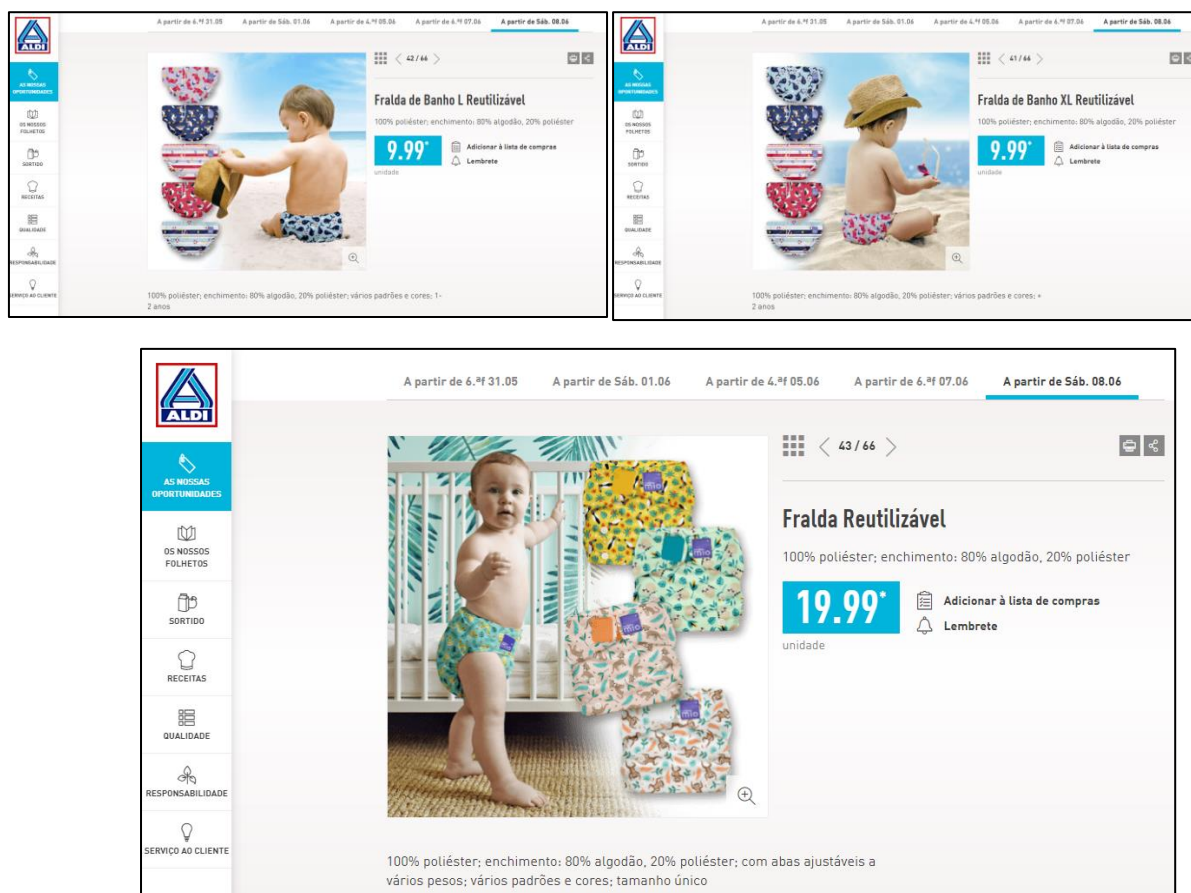 A partir de 6.ªf 31.05 A partir de Sáb. 01.06 A partir de 4.ªf 05.06 A partir de 6.ªf 07.06 A partir de Sáb. 08.06
ALDI
42 / 66
AS NOSSAS
OPORTUNIDADES
Fralda de Banho L Reutilizável
OS NOSSOS
FOLHETOS
100% poliéster; enchimento: 80% algodão, 20% poliéster
9.99*
Adicionar à lista de compras
Lembrete
unidade
SORTIDO
RECEITAS
QUALIDADE
RESPONSABILIDADE
SERVIÇO AO CLIENTE
100% poliéster; enchimento: 80% algodão, 20% poliéster; vários padrões e cores; 1-
2 anos
A partir de 6.ªf 31.05 A partir de Sáb. 01.06 A partir de 4.ªf 05.06 A partir de 6.ªf 07.06 A partir de Sáb. 08.06
ALDI
41 / 66
AS NOSSAS
OPORTUNIDADES
Fralda de Banho XL Reutilizável
OS NOSSOS
FOLHETOS
100% poliéster; enchimento: 80% algodão, 20% poliéster
9.99*
Adicionar à lista de compras
Lembrete
unidade
SORTIDO
RECEITAS
QUALIDADE
RESPONSABILIDADE
SERVIÇO AO CLIENTE
100% poliéster; enchimento: 80% algodão, 20% poliéster; vários padrões e cores; +
2 anos
A partir de 6.ªf 31.05 A partir de Sáb. 01.06 A partir de 4.ªf 05.06 A partir de 6.ªf 07.06 A partir de Sáb. 08.06
ALDI
43 / 66
AS NOSSAS
OPORTUNIDADES
Fralda Reutilizável
OS NOSSOS
FOLHETOS
100% poliéster; enchimento: 80% algodão, 20% poliéster
19.99*
Adicionar à lista de compras
Lembrete
unidade
SORTIDO
RECEITAS
QUALIDADE
RESPONSABILIDADE
SERVIÇO AO CLIENTE
mio
mio
mio
100% poliéster; enchimento: 80% algodão, 20% poliéster; com abas ajustáveis a
vários pesos; vários padrões e cores; tamanho único